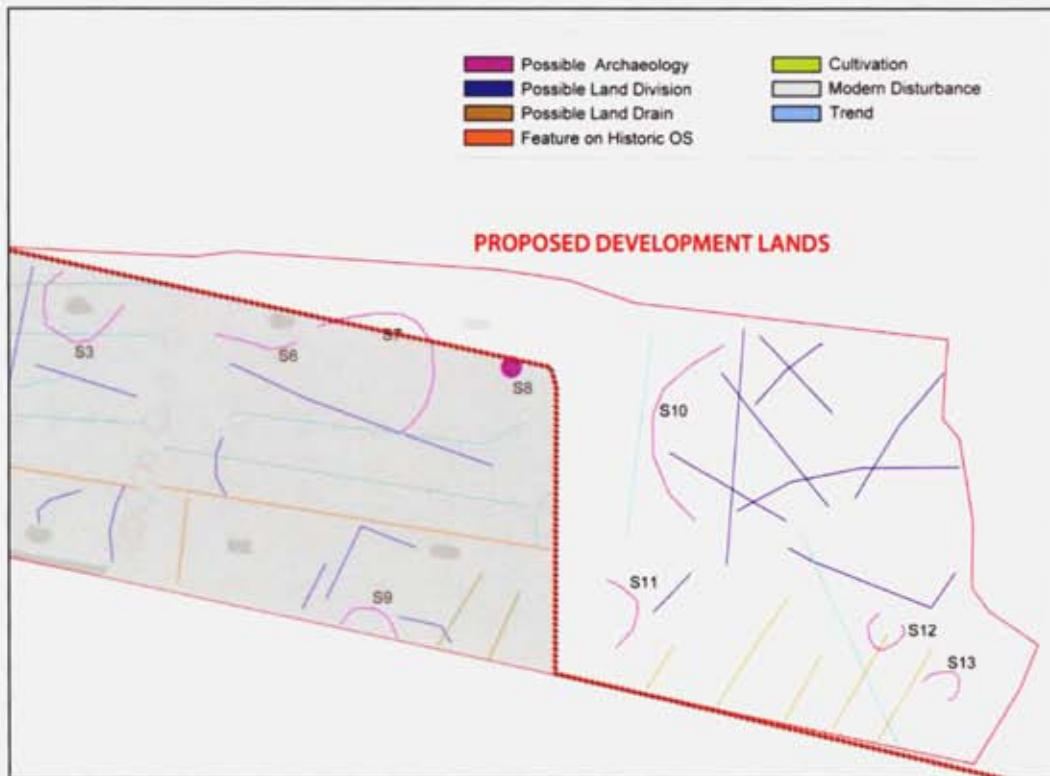 Possible Archaeology
Possible Land Division
Possible Land Drain
Feature on Historic OS
Cultivation
Modern Disturbance
Trend
PROPOSED DEVELOPMENT LANDS
S3
S6
S7
S8
S10
S9
S11
S12
S13